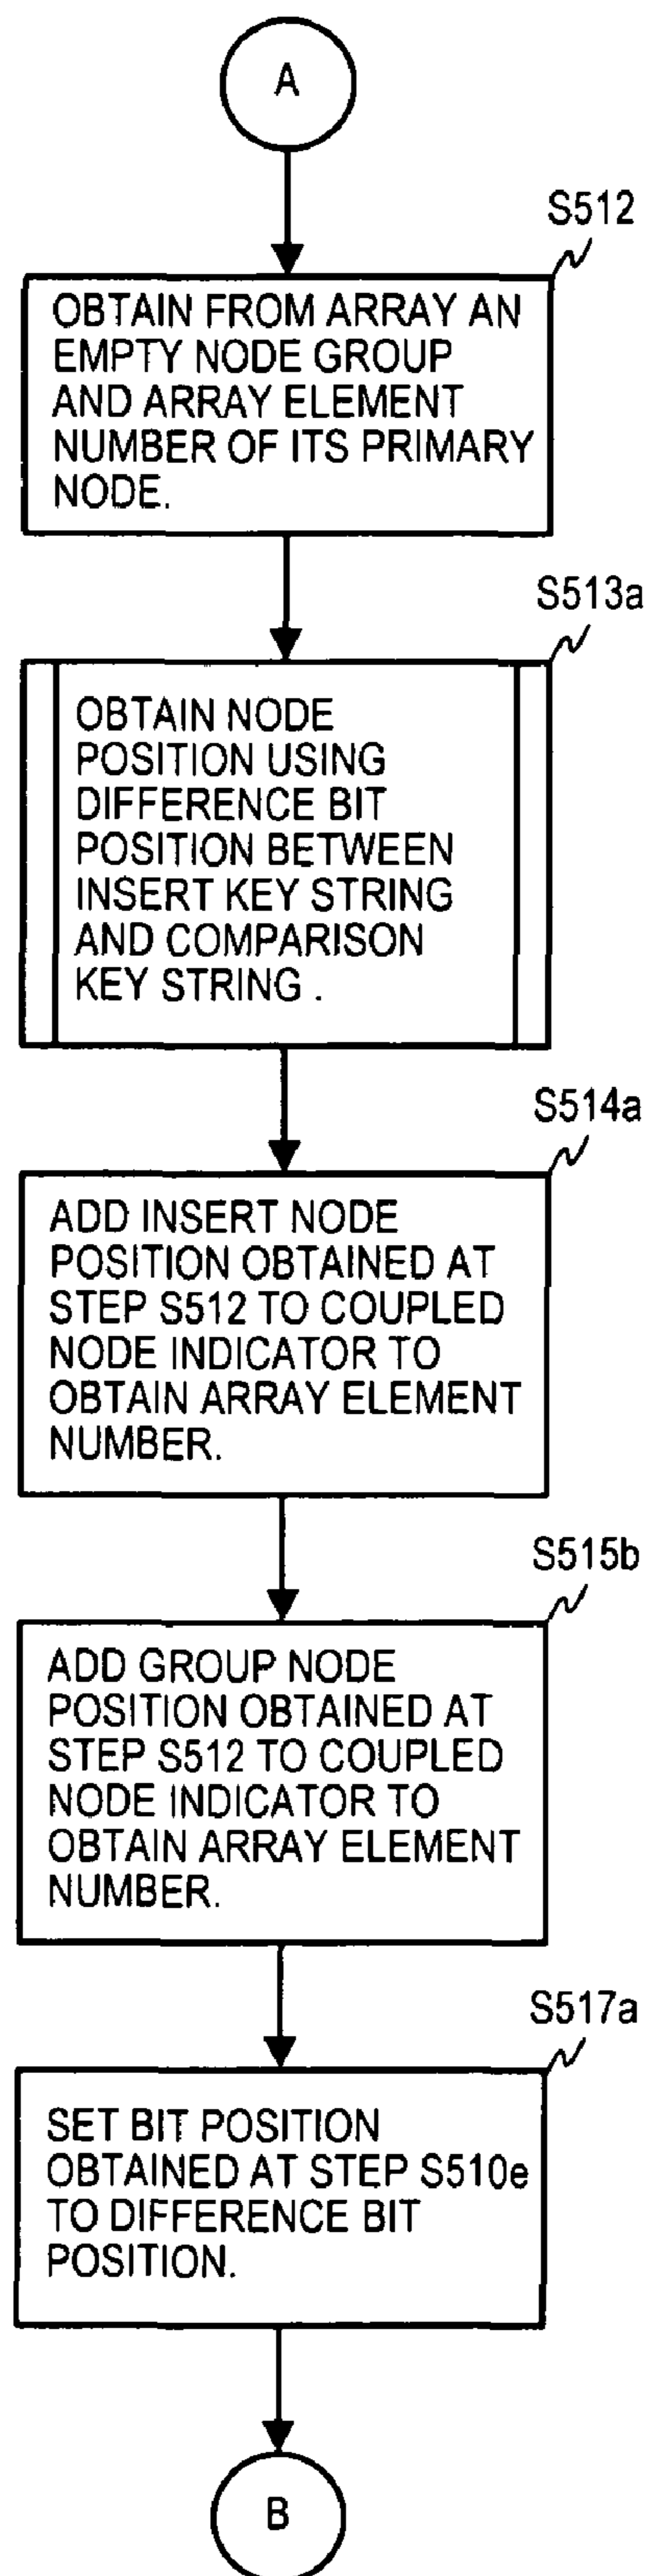 A
S512
OBTAIN FROM ARRAY AN
EMPTY NODE GROUP
AND ARRAY ELEMENT
NUMBER OF ITS PRIMARY
NODE.
S513a
OBTAIN NODE
POSITION USING
DIFFERENCE BIT
POSITION BETWEEN
INSERT KEY STRING
AND COMPARISON
KEY STRING .
S514a
ADD INSERT NODE
POSITION OBTAINED AT
STEP S512 TO COUPLED
NODE INDICATOR TO
OBTAIN ARRAY ELEMENT
NUMBER.
S515b
ADD GROUP NODE
POSITION OBTAINED AT
STEP S512 TO COUPLED
NODE INDICATOR TO
OBTAIN ARRAY ELEMENT
NUMBER.
S517a
SET BIT POSITION
OBTAINED AT STEP S510e
TO DIFFERENCE BIT
POSITION.
B